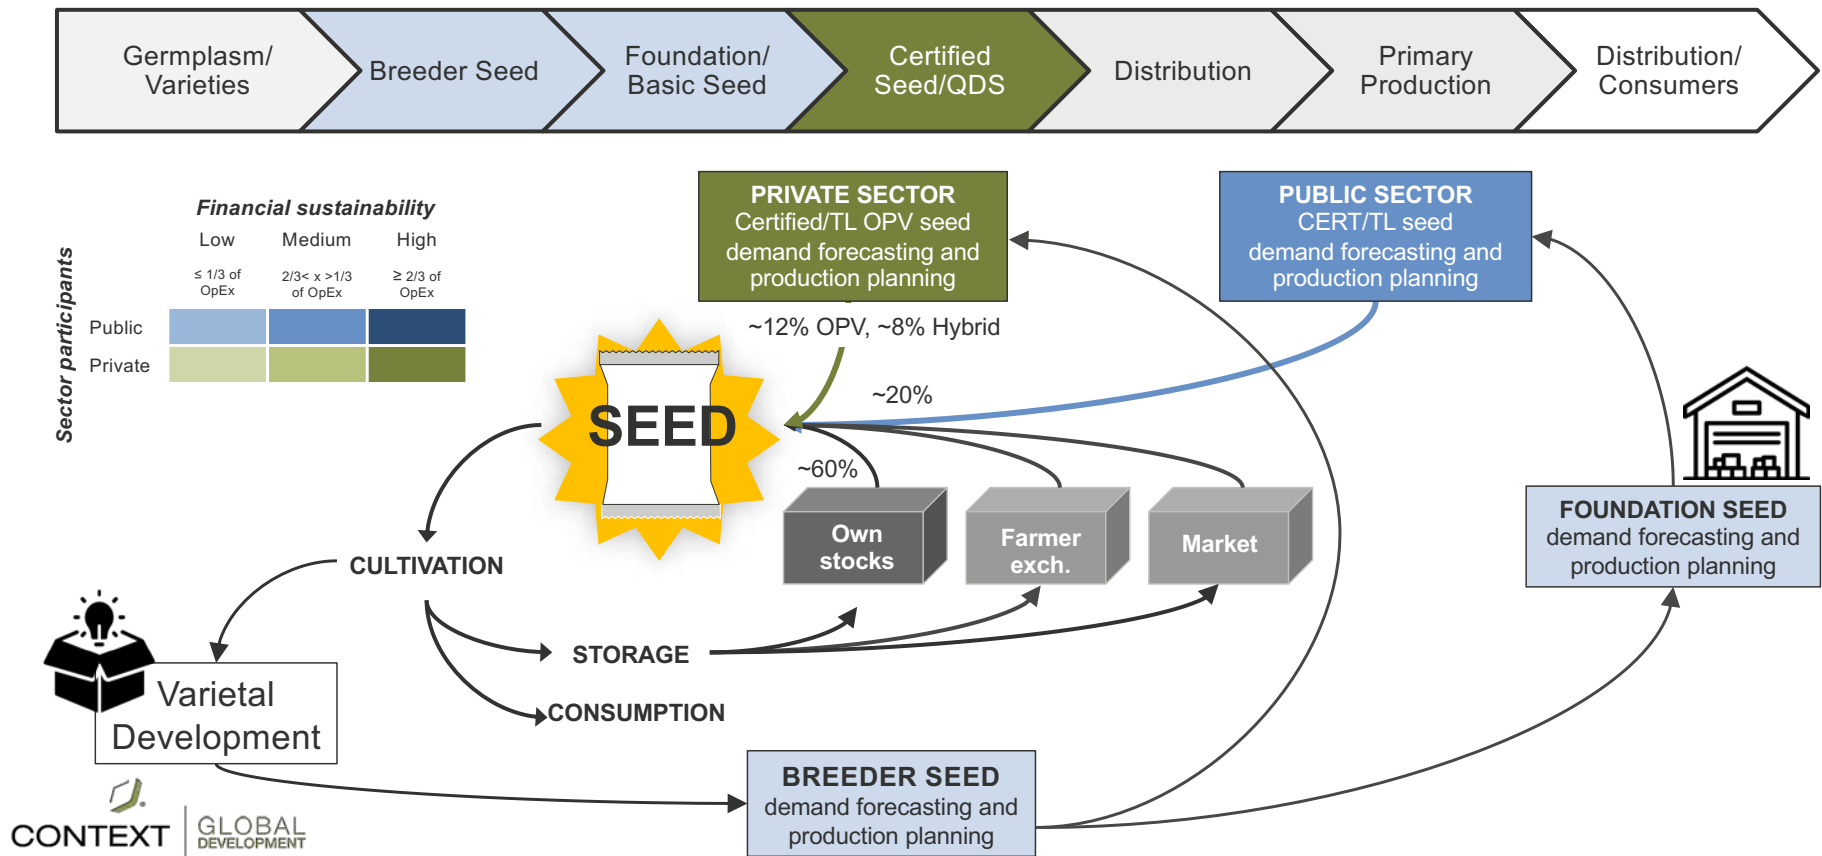 Germplasm/
Varieties
Breeder Seed
Foundation/
Basic Seed
Certified
Seed/QDS
Distribution
Primary
Production
Distribution/
Consumers
Financial sustainability
Low
Medium
High
≤ 1/3 of
OpEx
2/3< x >1/3
of OpEx
≥ 2/3 of
OpEx
Sector participants
Public
Private
PRIVATE SECTOR
Certified/TL OPV seed
demand forecasting and
production planning
PUBLIC SECTOR
CERT/TL seed
demand forecasting and
production planning
~12% OPV, ~8% Hybrid
~20%
SEED
~60%
Own
stocks
Farmer
exch.
Market
FOUNDATION SEED
demand forecasting and
production planning
CULTIVATION
STORAGE
CONSUMPTION
Varietal
Development
BREEDER SEED
demand forecasting and
production planning
CONTEXT
GLOBAL
DEVELOPMENT